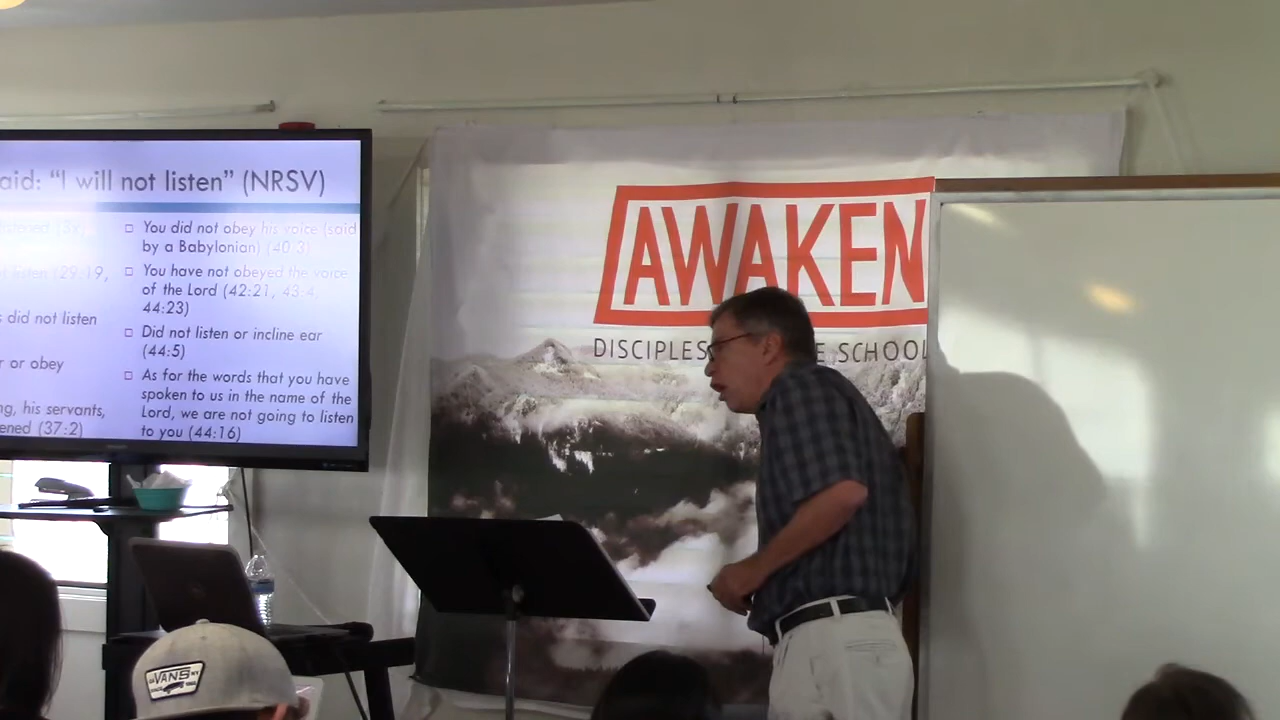 aid: "I will not listen" (NRSV)
listened (3x),
listen (29:19,
s did not listen
r or obey
ng, his servants,
ened (37:2)
You did not obey his voice (said
by a Babylonian) (40:3)
You have not obeyed the voice
of the Lord (42:21, 43:4,
44:23)
Did not listen or incline ear
(44:5)
As for the words that you have
spoken to us in the name of the
Lord, we are not going to listen
to you (44:16)
AWAKEN
DISCIPLES E SCHOOL
VANS